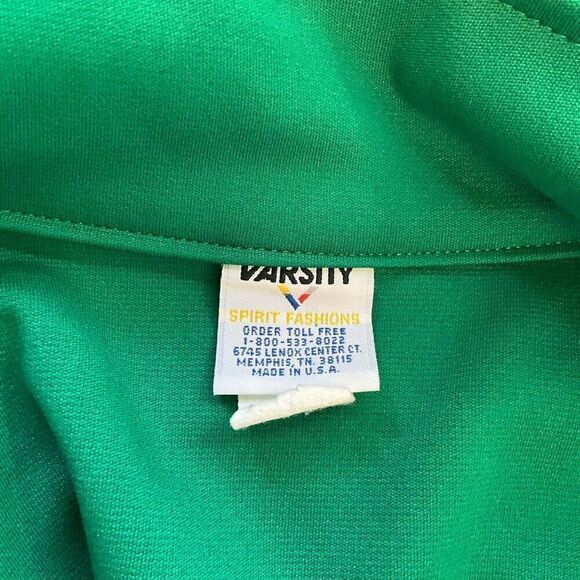 VARSITY
SPIRIT FASHIONS
ORDER TOLL FREE
1-800-533-8022
6745 LENOX CENTER CT.
MEMPHIS, TN. 38115
MADE IN U.S.A.